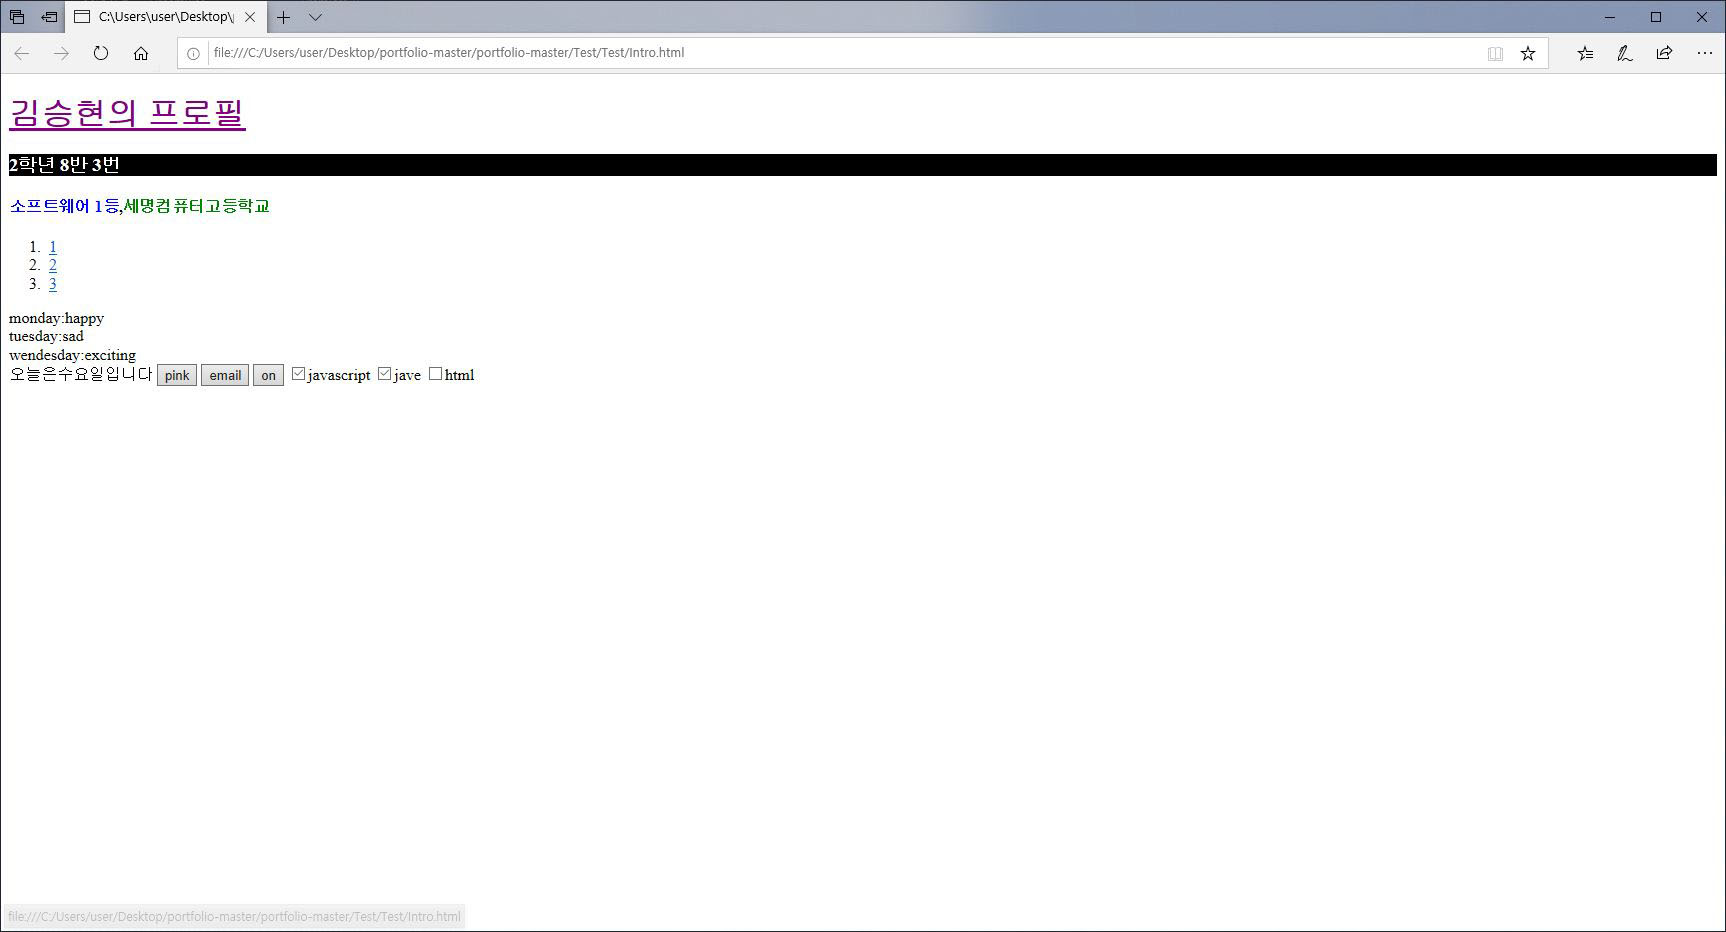 C:\Users\user\Desktop\
file:///C:/Users/user/Desktop/portfolio-master/portfolio-master/Test/Test/Intro.html
김승현의 프로필
2학년 8반 3번
소프트웨어 1등,세명컴퓨터고등학교
1. 1
2. 2
3. 3
monday:happy
tuesday:sad
wendesday:exciting
오늘은수요일입니다 pink email on javascript jave html
file:///C:/Users/user/Desktop/portfolio-master/portfolio-master/Test/Test/Intro.html